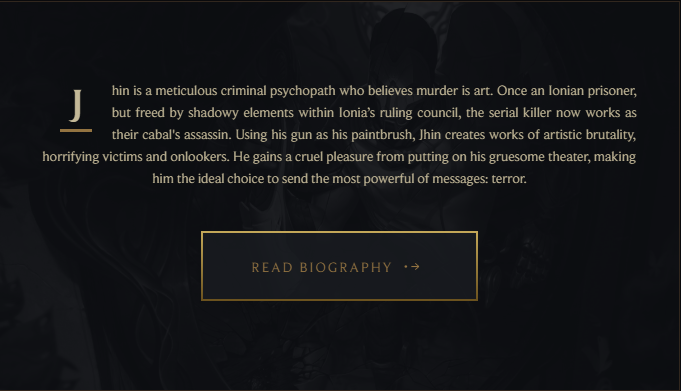 Jhin is a meticulous criminal psychopath who believes murder is art. Once an Ionian prisoner,
but freed by shadowy elements within Ionia’s ruling council, the serial killer now works as
their cabal's assassin. Using his gun as his paintbrush, Jhin creates works of artistic brutality,
horrifying victims and onlookers. He gains a cruel pleasure from putting on his gruesome theater, making
him the ideal choice to send the most powerful of messages: terror.
READ BIOGRAPHY